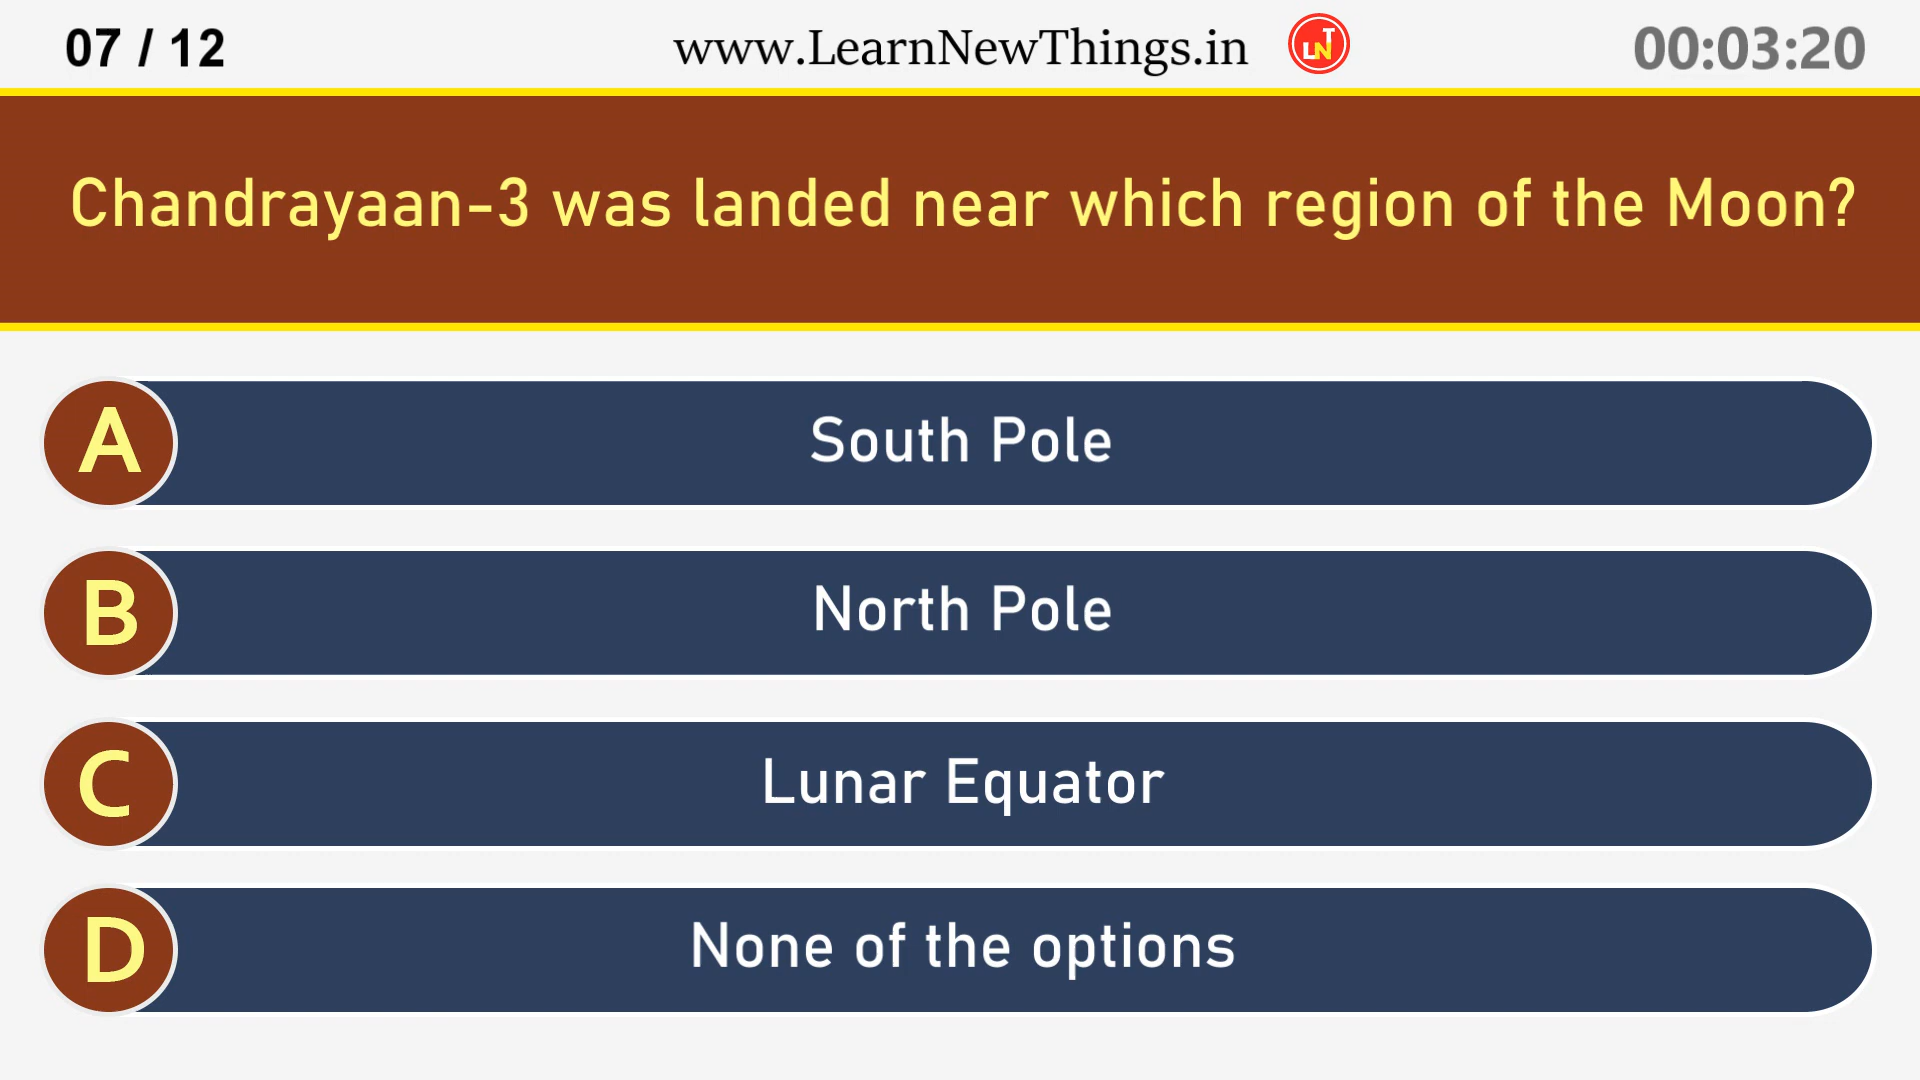 07 / 12
www.LearnNewThings.in
LNT
00:03:20
Chandrayaan-3 was landed near which region of the Moon?
A
South Pole
B
North Pole
C
Lunar Equator
D
None of the options